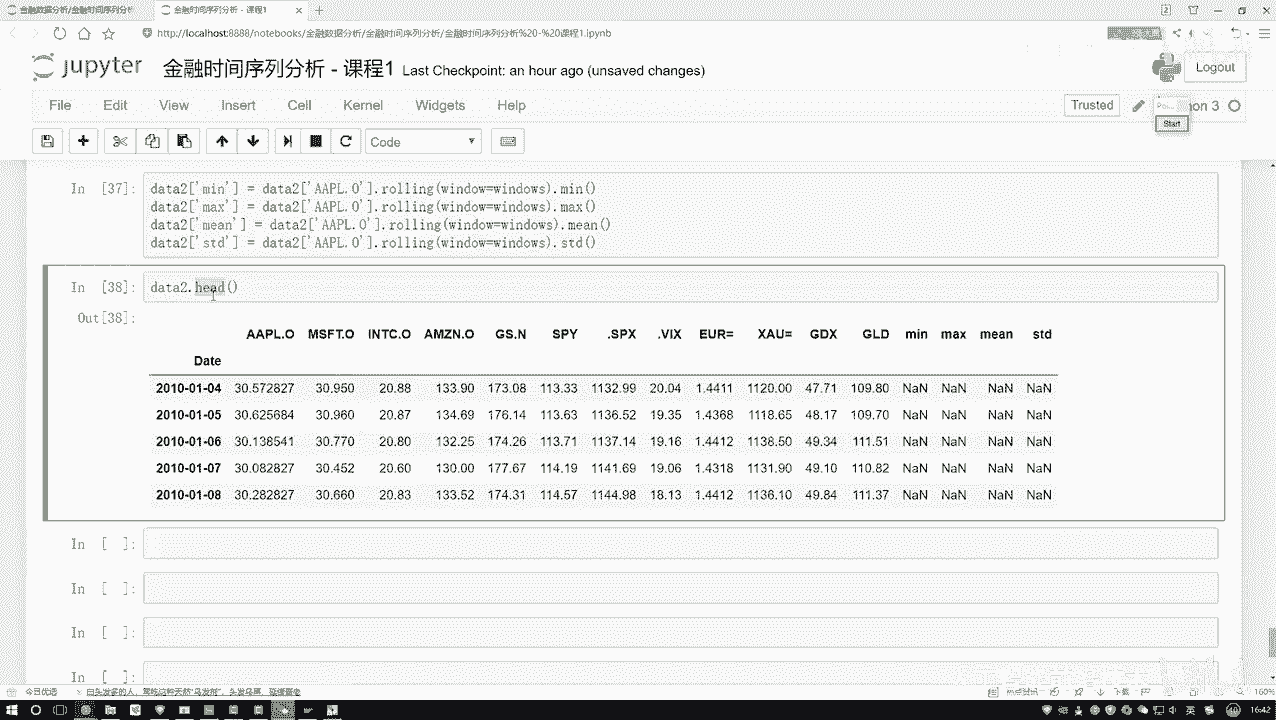 金融数据分析/金融时间序列分析
金融时间序列分析 - 课程1
http://localhost:8888/notebooks/金融数据分析/金融时间序列分析/金融时间序列分析%20-%20课程1.ipynb
jupyter 金融时间序列分析 - 课程1 Last Checkpoint: an hour ago (unsaved changes)
Logout
File Edit View Insert Cell Kernel Widgets Help
Trusted
on 3
Start
Code
In [37]:
data2['min'] = data2['AAPL.O'].rolling(window=windows).min()
data2['max'] = data2['AAPL.O'].rolling(window=windows).max()
data2['mean'] = data2['AAPL.O'].rolling(window=windows).mean()
data2['std'] = data2['AAPL.O'].rolling(window=windows).std()
In [38]: data2.head()
Out[38]:
AAPL.O MSFT.O INTC.O AMZN.O GS.N SPY .SPX .VIX EUR= XAU= GDX GLD min max mean std
Date
2010-01-04 30.572827 30.950 20.88 133.90 173.08 113.33 1132.99 20.04 1.4411 1120.00 47.71 109.80 NaN NaN NaN NaN
2010-01-05 30.625684 30.960 20.87 134.69 176.14 113.63 1136.52 19.35 1.4368 1118.65 48.17 109.70 NaN NaN NaN NaN
2010-01-06 30.138541 30.770 20.80 132.25 174.26 113.71 1137.14 19.16 1.4412 1138.50 49.34 111.51 NaN NaN NaN NaN
2010-01-07 30.082827 30.452 20.60 130.00 177.67 114.19 1141.69 19.06 1.4318 1131.90 49.10 110.82 NaN NaN NaN NaN
2010-01-08 30.282827 30.660 20.83 133.52 174.31 114.57 1144.98 18.13 1.4412 1136.10 49.84 111.37 NaN NaN NaN NaN
In [ ]:
In [ ]:
In [ ]:
In [ ]:
今日优选
下载
160%
英
16:42